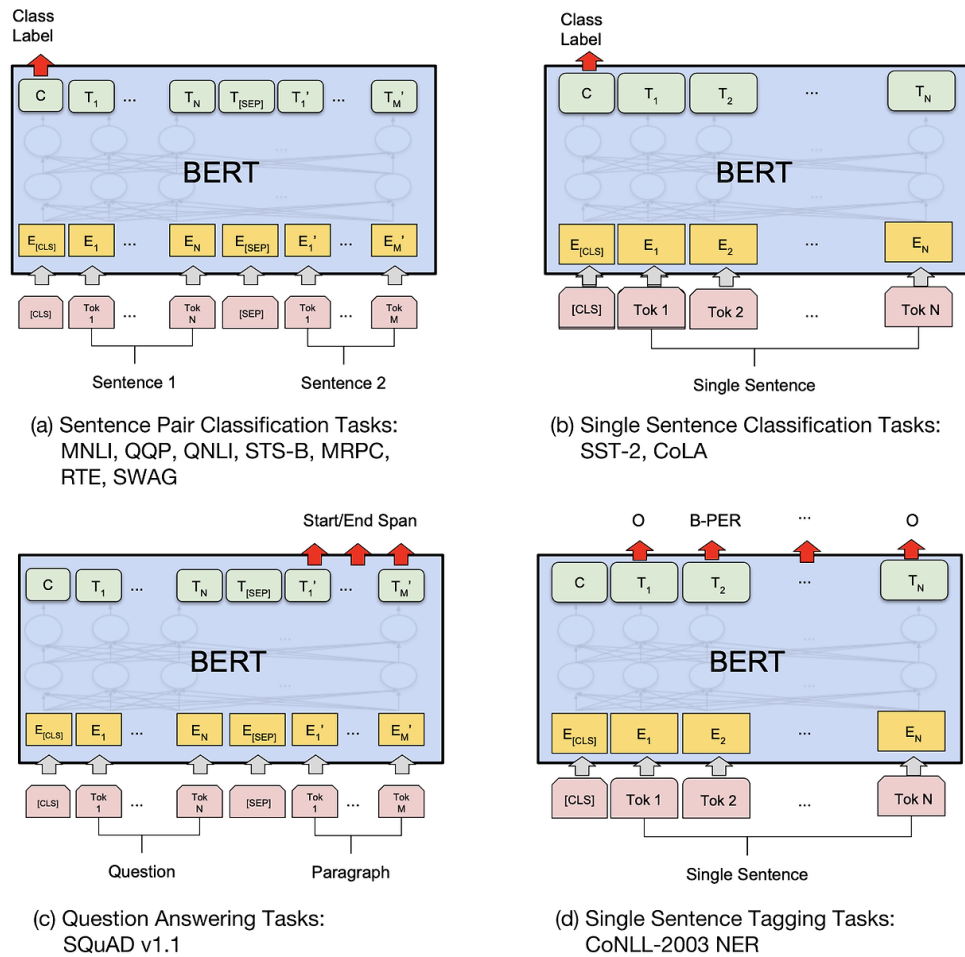 Class
Label
C T1 ... TN T[SEP] T1' ... TM'
...
BERT
...
E[CLS] E1 ... EN E[SEP] E1' ... EM'
[CLS] Tok 1 ... Tok N [SEP] Tok 1 ... Tok M
Sentence 1 Sentence 2
(a) Sentence Pair Classification Tasks:
MNLI, QQP, QNLI, STS-B, MRPC,
RTE, SWAG
Class
Label
C T1 T2 ... TN
...
BERT
...
E[CLS] E1 E2 ... EN
[CLS] Tok 1 Tok 2 ... Tok N
Single Sentence
(b) Single Sentence Classification Tasks:
SST-2, CoLA
Start/End Span
C T1 ... TN T[SEP] T1' ... TM'
...
BERT
...
E[CLS] E1 ... EN E[SEP] E1' ... EM'
[CLS] Tok 1 ... Tok N [SEP] Tok 1 ... Tok M
Question Paragraph
(c) Question Answering Tasks:
SQuAD v1.1
O B-PER ... O
C T1 T2 ... TN
...
BERT
...
E[CLS] E1 E2 ... EN
[CLS] Tok 1 Tok 2 ... Tok N
Single Sentence
(d) Single Sentence Tagging Tasks:
CoNLL-2003 NER